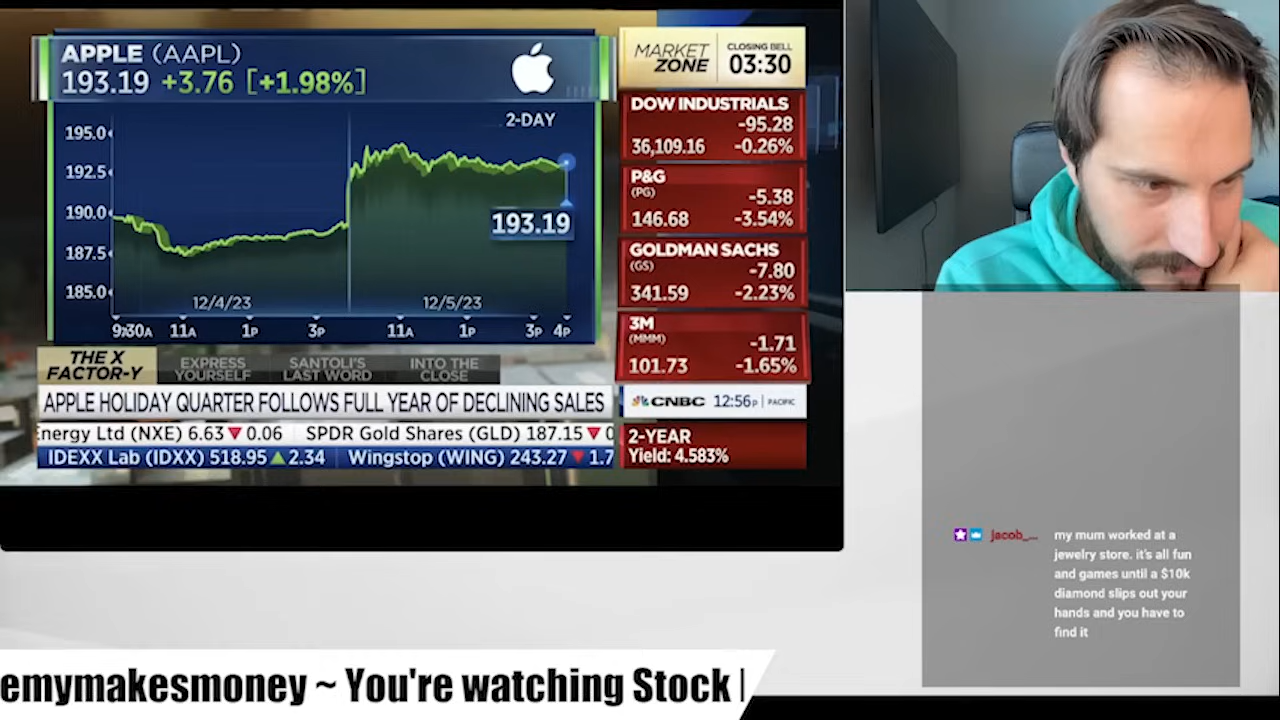 APPLE (AAPL)
193.19 +3.76 [+1.98%]
2-DAY
195.0
192.5
190.0
187.5
185.0
193.19
12/4/23 12/5/23
9:30A 11A 1P 3P 11A 1P 3P 4P
THE X FACTOR-Y
EXPRESS YOURSELF
SANTOLI'S LAST WORD
INTO THE CLOSE
APPLE HOLIDAY QUARTER FOLLOWS FULL YEAR OF DECLINING SALES
Energy Ltd (NXE) 6.63▼0.06 SPDR Gold Shares (GLD) 187.15▼0
IDEXX Lab (IDXX) 518.95▲2.34 Wingstop (WING) 243.27▼1.7
MARKET ZONE
CLOSING BELL
03:30
DOW INDUSTRIALS
-95.28
36,109.16 -0.26%
P&G
(PG) -5.38
146.68 -3.54%
GOLDMAN SACHS
(GS) -7.80
341.59 -2.23%
3M
(MMM) -1.71
101.73 -1.65%
CNBC 12:56P | PACIFIC
2-YEAR
Yield: 4.583%
jacob_... my mum worked at a
jewelry store. it's all fun
and games until a $10k
diamond slips out your
hands and you have to
find it
emymakesmoney ~ You're watching Stock